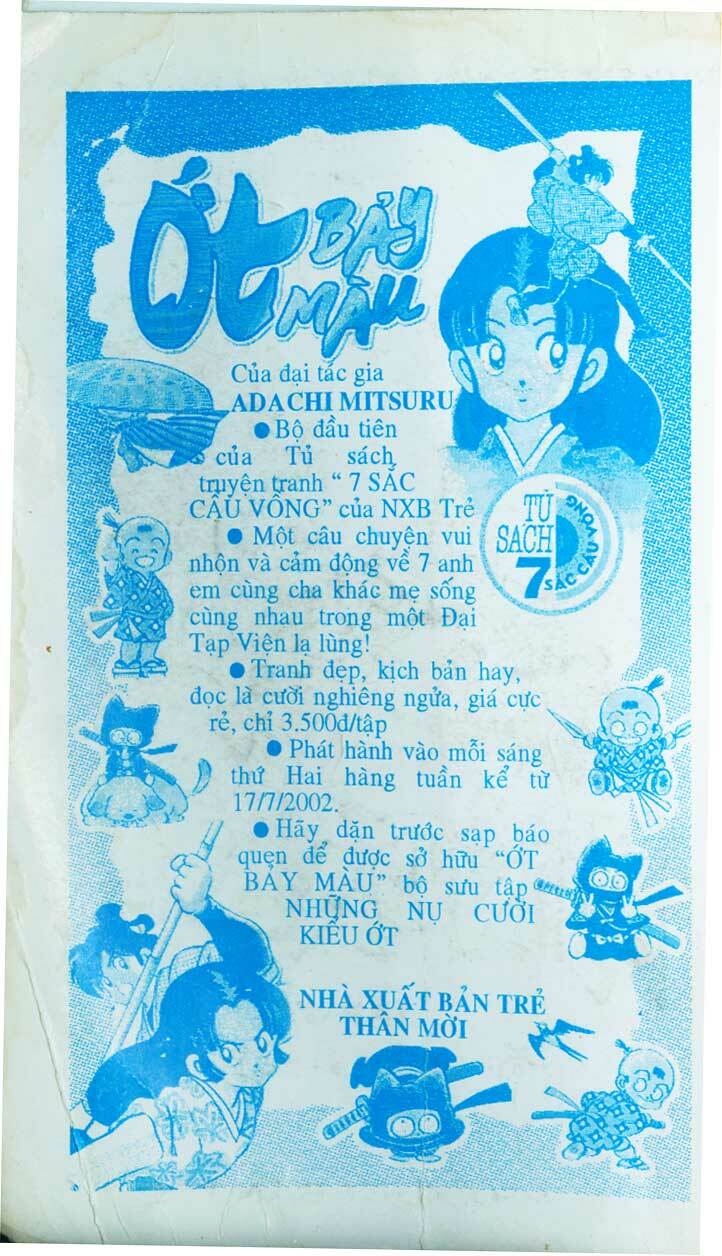 ỚT BẢY
MÀU
Của đại tác gia
ADACHI MITSURU
● Bộ đầu tiên
của Tủ sách
truyện tranh “ 7 SẮC
CẦU VỒNG” của NXB Trẻ
● Một câu chuyện vui
nhộn và cảm động về 7 anh
em cùng cha khác mẹ sống
cùng nhau trong một Đại
Tạp Viện lạ lùng!
● Tranh đẹp, kịch bản hay,
đọc là cười nghiêng ngửa, giá cực
rẻ, chỉ 3.500đ/tập
● Phát hành vào mỗi sáng
thứ Hai hàng tuần kể từ
17/7/2002.
● Hãy dặn trước sạp báo
quen để được sở hữu “ỚT
BẢY MÀU” bộ sưu tập
NHỮNG NỤ CƯỜI
KIỂU ỚT
NHÀ XUẤT BẢN TRẺ
THÂN MỜI
TỦ
SÁCH
7
SẮC CẦU VỒNG